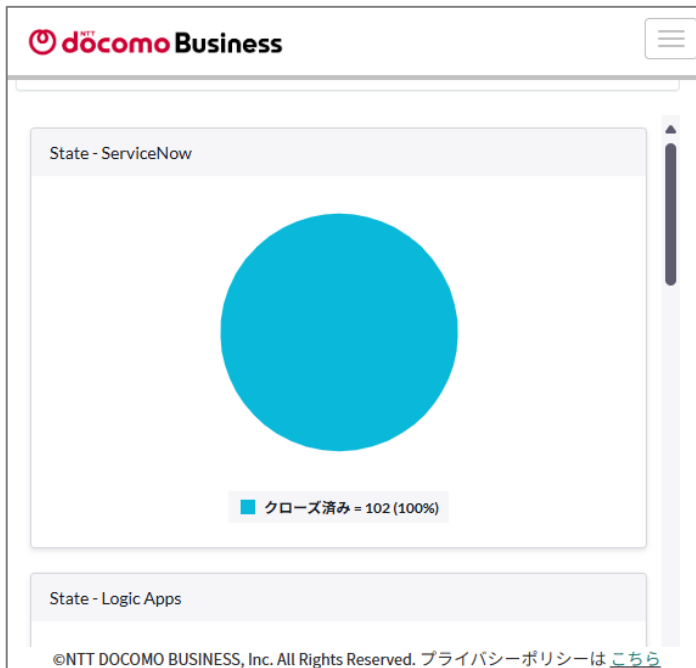 NTT
docomo Business
State - ServiceNow
クローズ済み = 102 (100%)
State - Logic Apps
©NTT DOCOMO BUSINESS, Inc. All Rights Reserved. プライバシーポリシーは こちら